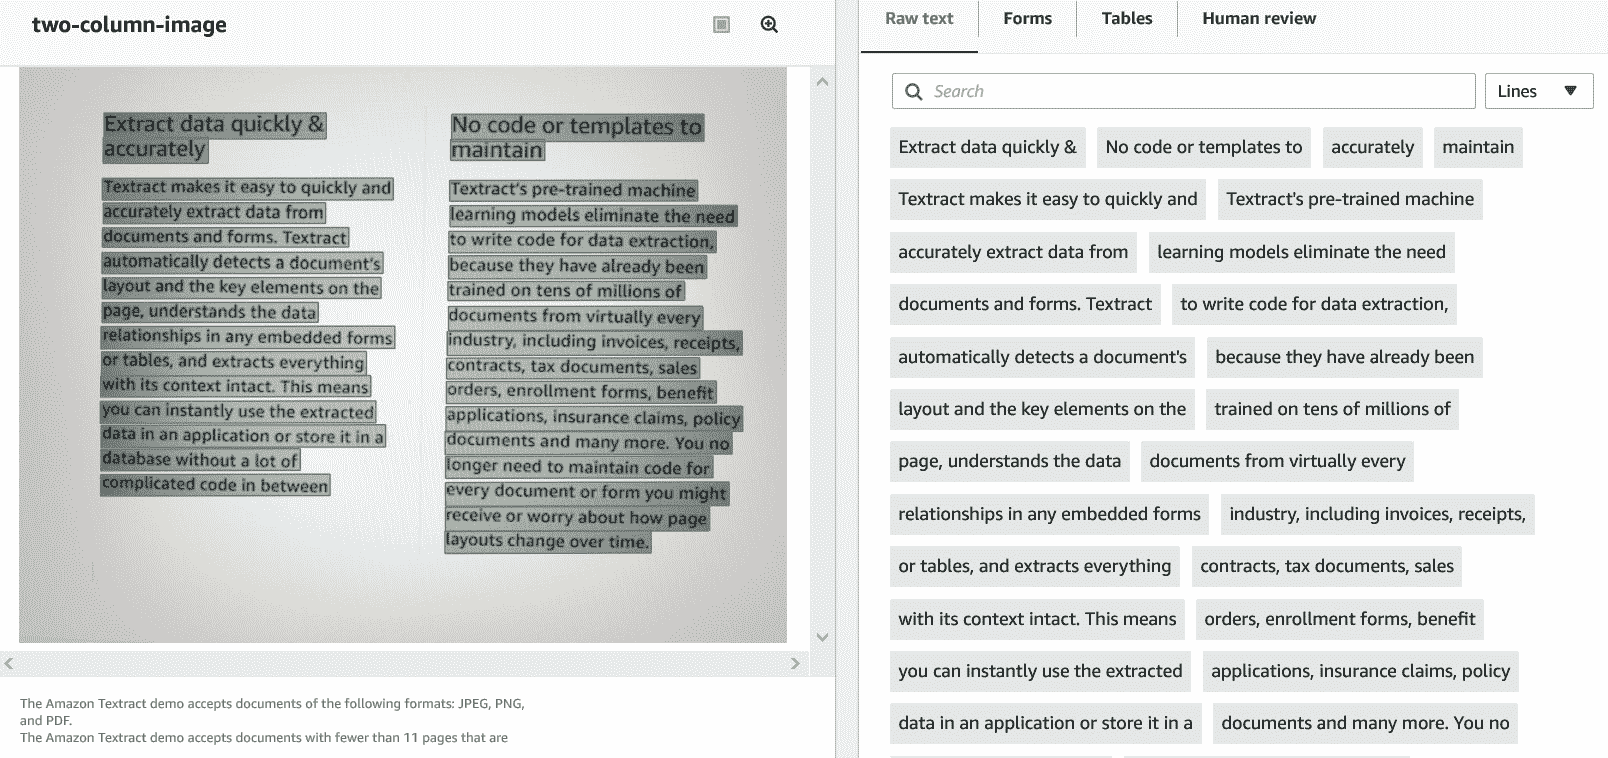 two-column-image
Extract data quickly &
accurately
Textract makes it easy to quickly and
accurately extract data from
documents and forms. Textract
automatically detects a document's
layout and the key elements on the
page, understands the data
relationships in any embedded forms
or tables, and extracts everything
with its context intact. This means
you can instantly use the extracted
data in an application or store it in a
database without a lot of
complicated code in between
No code or templates to
maintain
Textract's pre-trained machine
learning models eliminate the need
to write code for data extraction,
because they have already been
trained on tens of millions of
documents from virtually every
industry, including invoices, receipts,
contracts, tax documents, sales
orders, enrollment forms, benefit
applications, insurance claims, policy
documents and many more. You no
longer need to maintain code for
every document or form you might
receive or worry about how page
layouts change over time.
The Amazon Textract demo accepts documents of the following formats: JPEG, PNG,
and PDF.
The Amazon Textract demo accepts documents with fewer than 11 pages that are
Raw text Forms Tables Human review
Search Lines
Extract data quickly & No code or templates to accurately maintain
Textract makes it easy to quickly and Textract's pre-trained machine
accurately extract data from learning models eliminate the need
documents and forms. Textract to write code for data extraction,
automatically detects a document's because they have already been
layout and the key elements on the trained on tens of millions of
page, understands the data documents from virtually every
relationships in any embedded forms industry, including invoices, receipts,
or tables, and extracts everything contracts, tax documents, sales
with its context intact. This means orders, enrollment forms, benefit
you can instantly use the extracted applications, insurance claims, policy
data in an application or store it in a documents and many more. You no